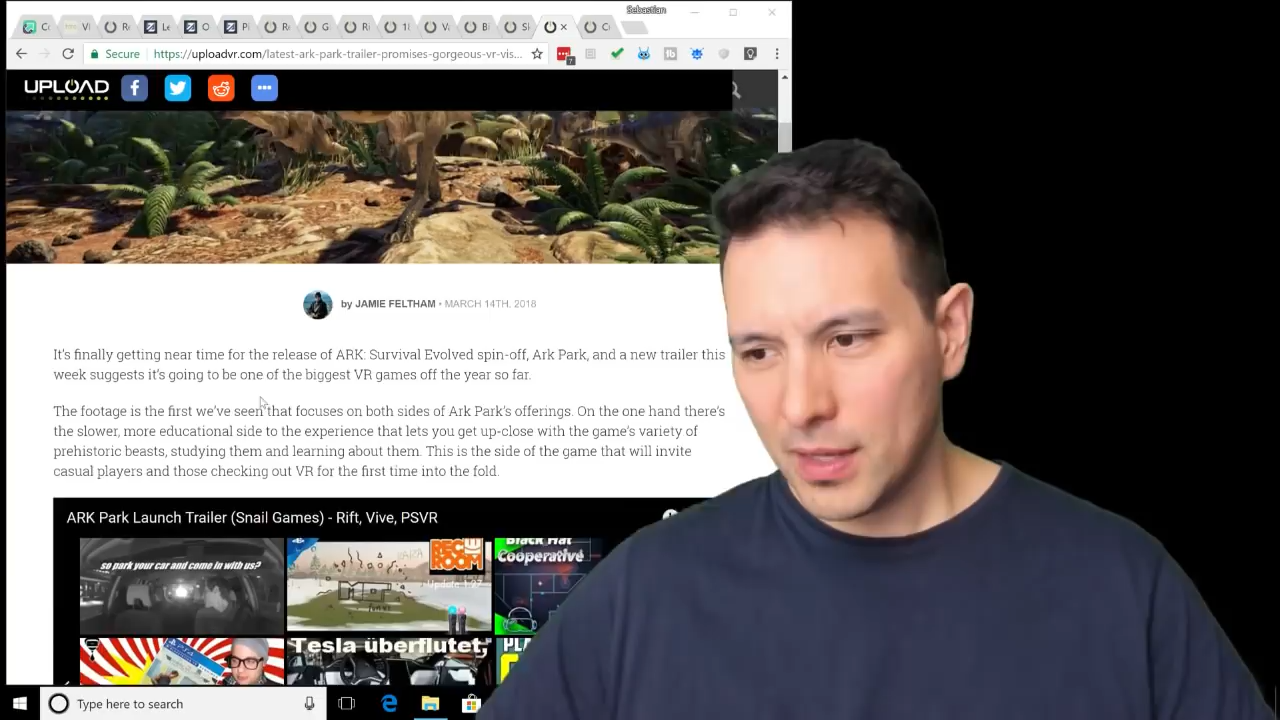 Sebastian
Secure
https://uploadvr.com/latest-ark-park-trailer-promises-gorgeous-vr-vis...
7
UPLOAD
by JAMIE FELTHAM • MARCH 14TH, 2018
It's finally getting near time for the release of ARK: Survival Evolved spin-off, Ark Park, and a new trailer this
week suggests it's going to be one of the biggest VR games off the year so far.
The footage is the first we've seen that focuses on both sides of Ark Park's offerings. On the one hand there's
the slower, more educational side to the experience that lets you get up-close with the game's variety of
prehistoric beasts, studying them and learning about them. This is the side of the game that will invite
casual players and those checking out VR for the first time into the fold.
ARK Park Launch Trailer (Snail Games) - Rift, Vive, PSVR
so park your car and come in with us?
REC ROOM
Black Hat
Cooperative
Tesla überflutet,
Type here to search